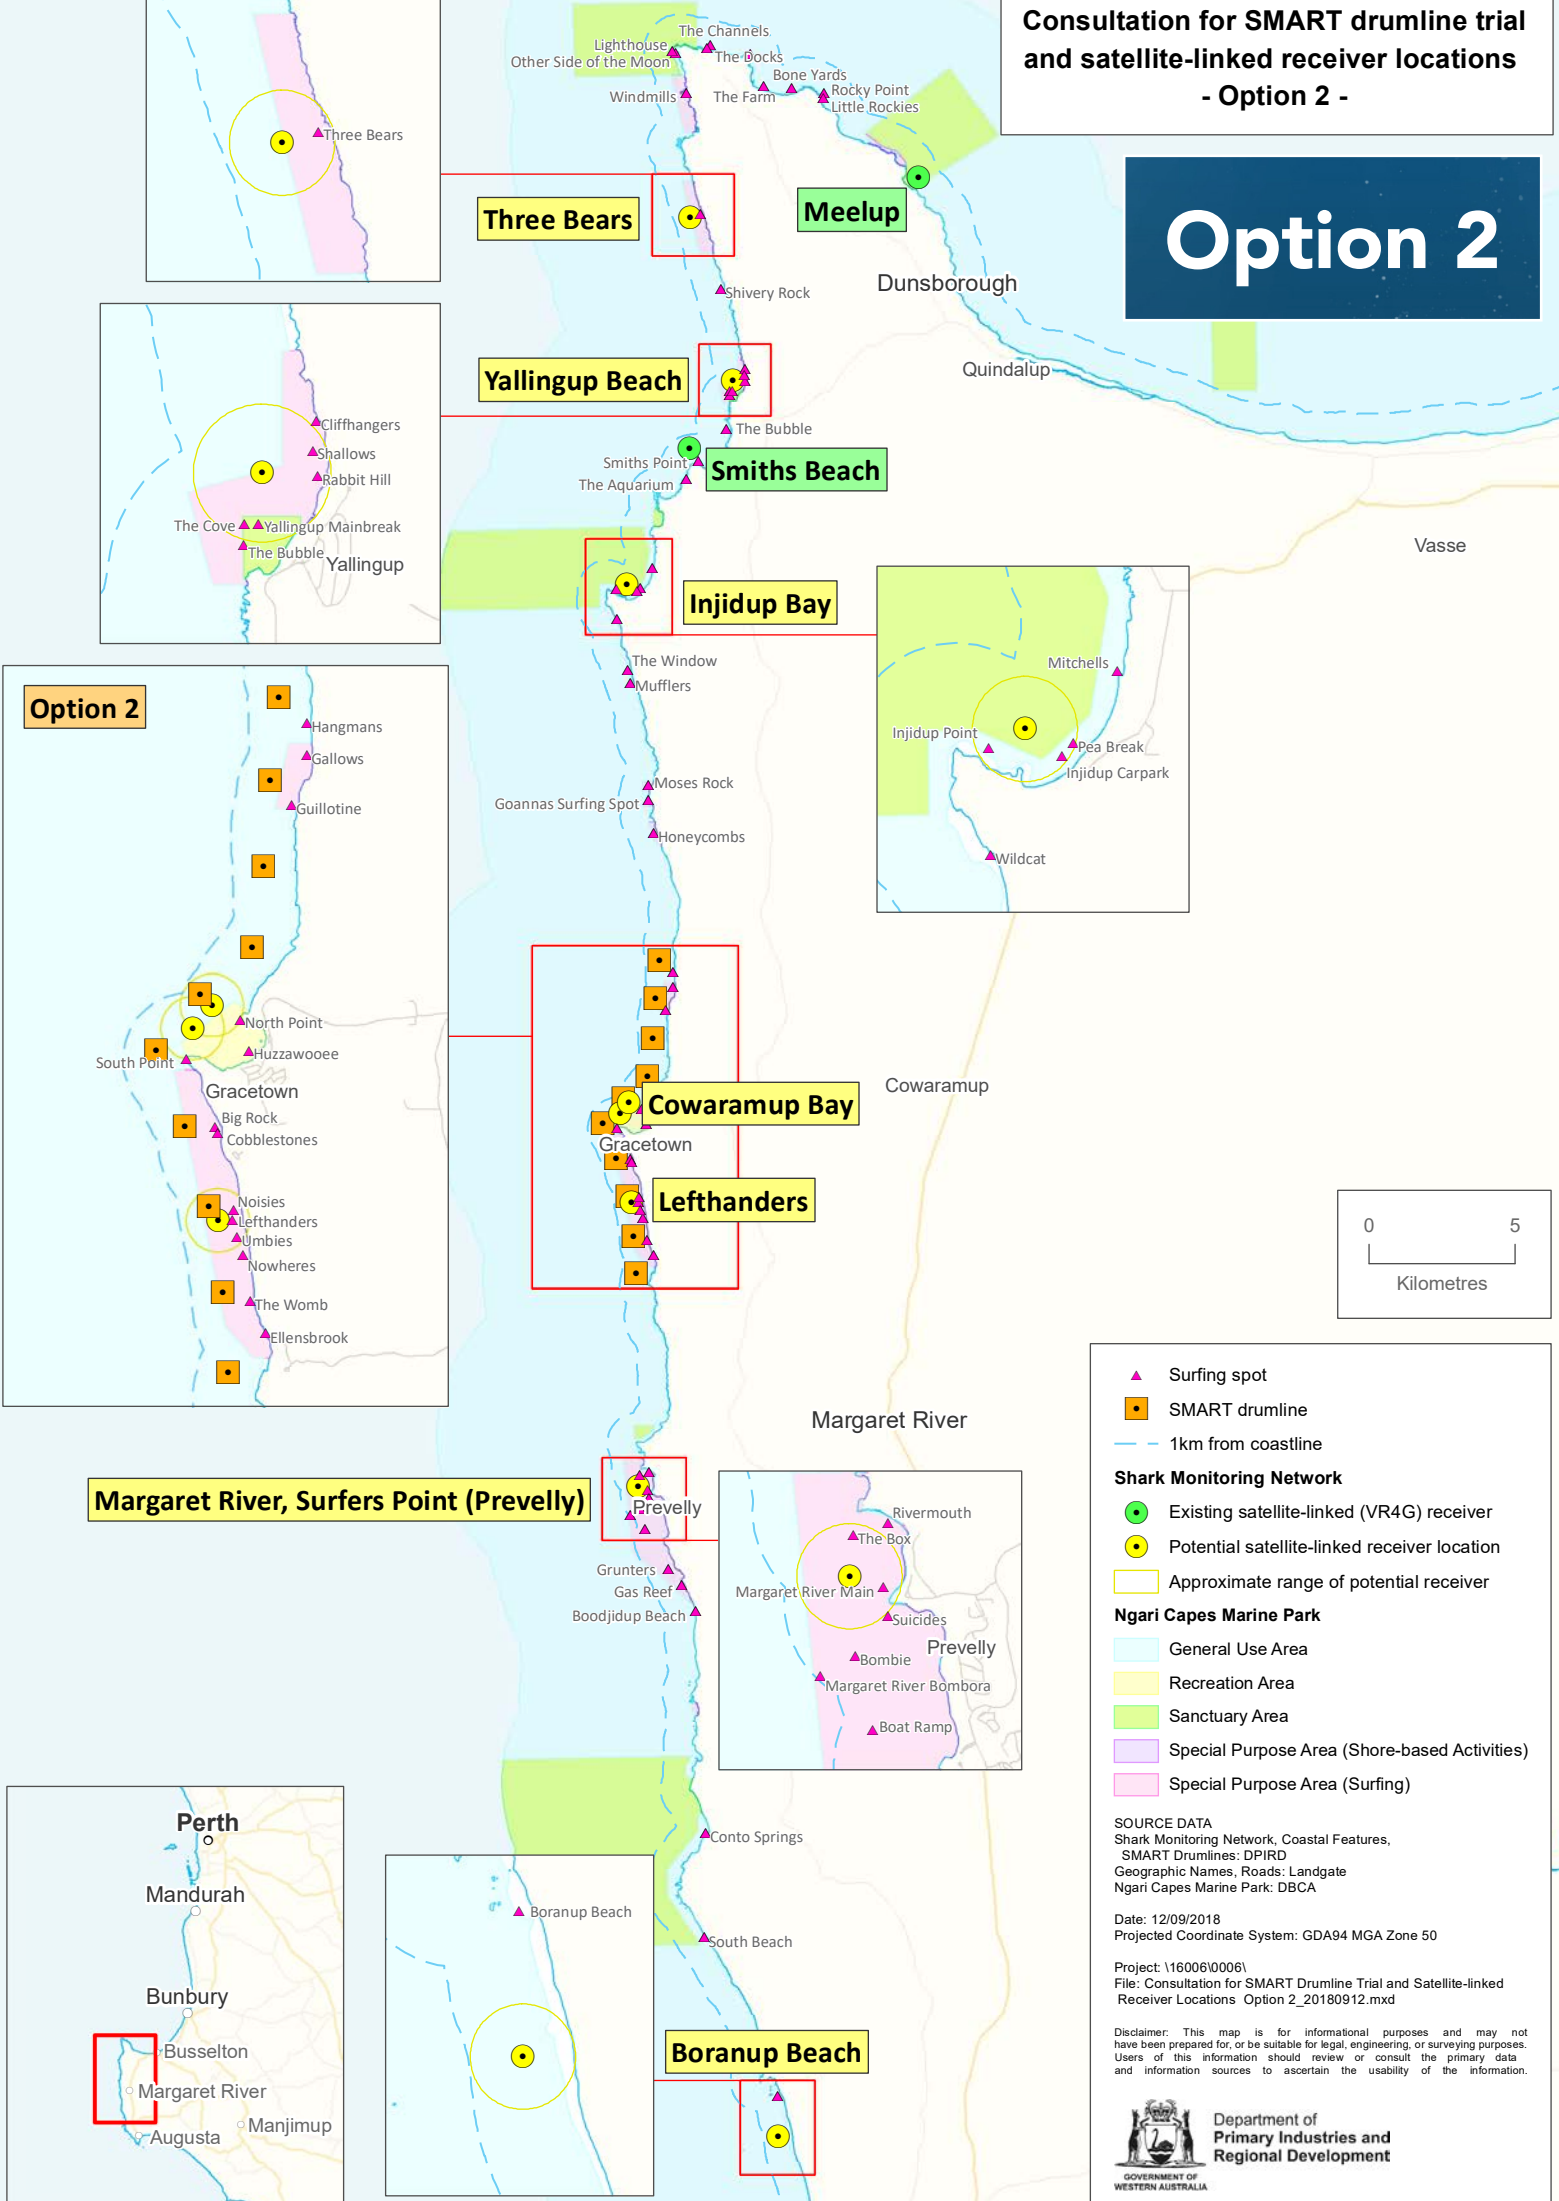 Consultation for SMART drumline trial
and satellite-linked receiver locations
- Option 2 -
Option 2
The Channels
Lighthouse
The Docks
Other Side of the Moon
Bone Yards
Windmills
The Farm
Rocky Point
Little Rockies
Three Bears
Three Bears
Meelup
Dunsborough
Shivery Rock
Quindalup
Yallingup Beach
The Bubble
Smiths Point
Smiths Beach
The Aquarium
Cliffhangers
Shallows
Rabbit Hill
The Cove
Yallingup Mainbreak
The Bubble
Yallingup
Vasse
Injidup Bay
Mitchells
Injidup Point
Pea Break
Injidup Carpark
Wildcat
The Window
Mufflers
Moses Rock
Goannas Surfing Spot
Honeycombs
Option 2
Hangmans
Gallows
Guillotine
North Point
Huzzawooee
South Point
Gracetown
Big Rock
Cobblestones
Noisies
Lefthanders
Umbies
Nowheres
The Womb
Ellensbrook
Cowaramup
Cowaramup Bay
Gracetown
Lefthanders
0 5
Kilometres
Margaret River
Margaret River, Surfers Point (Prevelly)
Prevelly
Grunters
Gas Reef
Boodjidup Beach
Rivermouth
The Box
Margaret River Main
Suicides
Prevelly
Bombie
Margaret River Bombora
Boat Ramp
Conto Springs
South Beach
Boranup Beach
Boranup Beach
Perth
Mandurah
Bunbury
Busselton
Margaret River
Manjimup
Augusta
Surfing spot
SMART drumline
1km from coastline
Shark Monitoring Network
Existing satellite-linked (VR4G) receiver
Potential satellite-linked receiver location
Approximate range of potential receiver
Ngari Capes Marine Park
General Use Area
Recreation Area
Sanctuary Area
Special Purpose Area (Shore-based Activities)
Special Purpose Area (Surfing)
SOURCE DATA
Shark Monitoring Network, Coastal Features,
SMART Drumlines: DPIRD
Geographic Names, Roads: Landgate
Ngari Capes Marine Park: DBCA
Date: 12/09/2018
Projected Coordinate System: GDA94 MGA Zone 50
Project: \16006\0006\
File: Consultation for SMART Drumline Trial and Satellite-linked
Receiver Locations Option 2_20180912.mxd
Disclaimer: This map is for informational purposes and may not
have been prepared for, or be suitable for legal, engineering, or surveying purposes.
Users of this information should review or consult the primary data
and information sources to ascertain the usability of the information.
Department of
Primary Industries and
Regional Development
GOVERNMENT OF
WESTERN AUSTRALIA